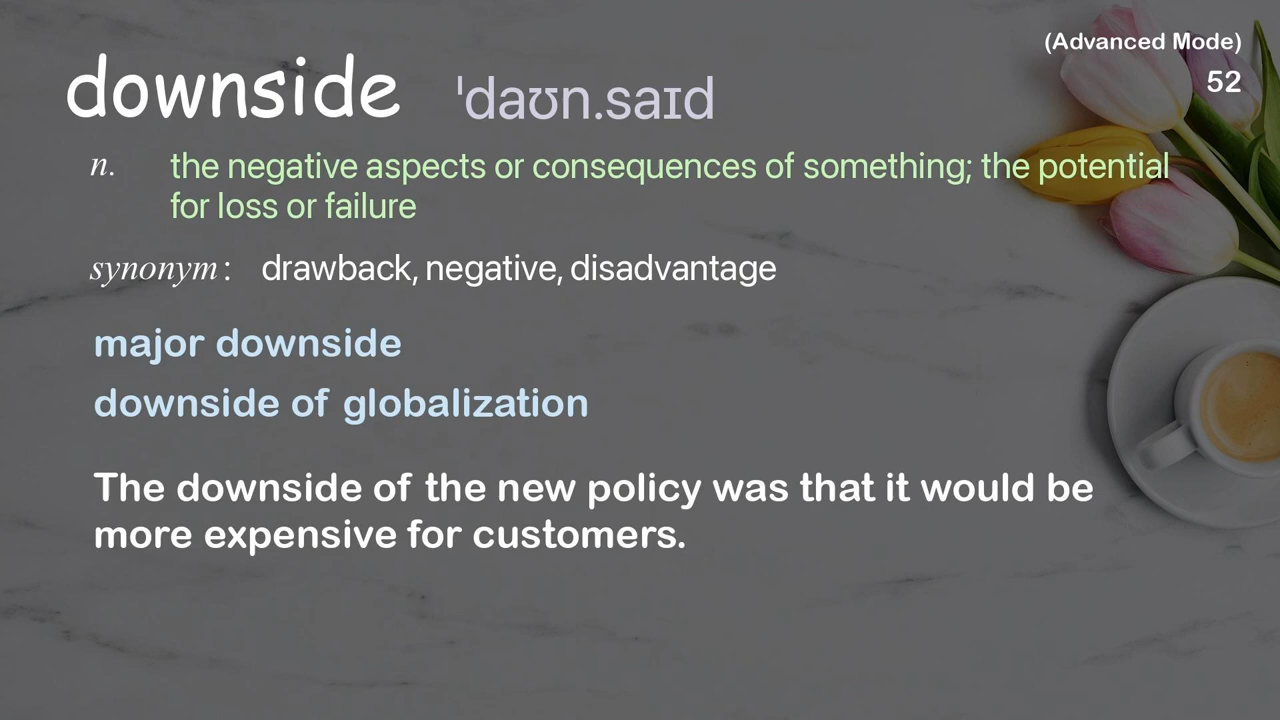 (Advanced Mode)
52
downside ˈdaʊn.saɪd
n. the negative aspects or consequences of something; the potential
for loss or failure
synonym: drawback, negative, disadvantage
major downside
downside of globalization
The downside of the new policy was that it would be
more expensive for customers.